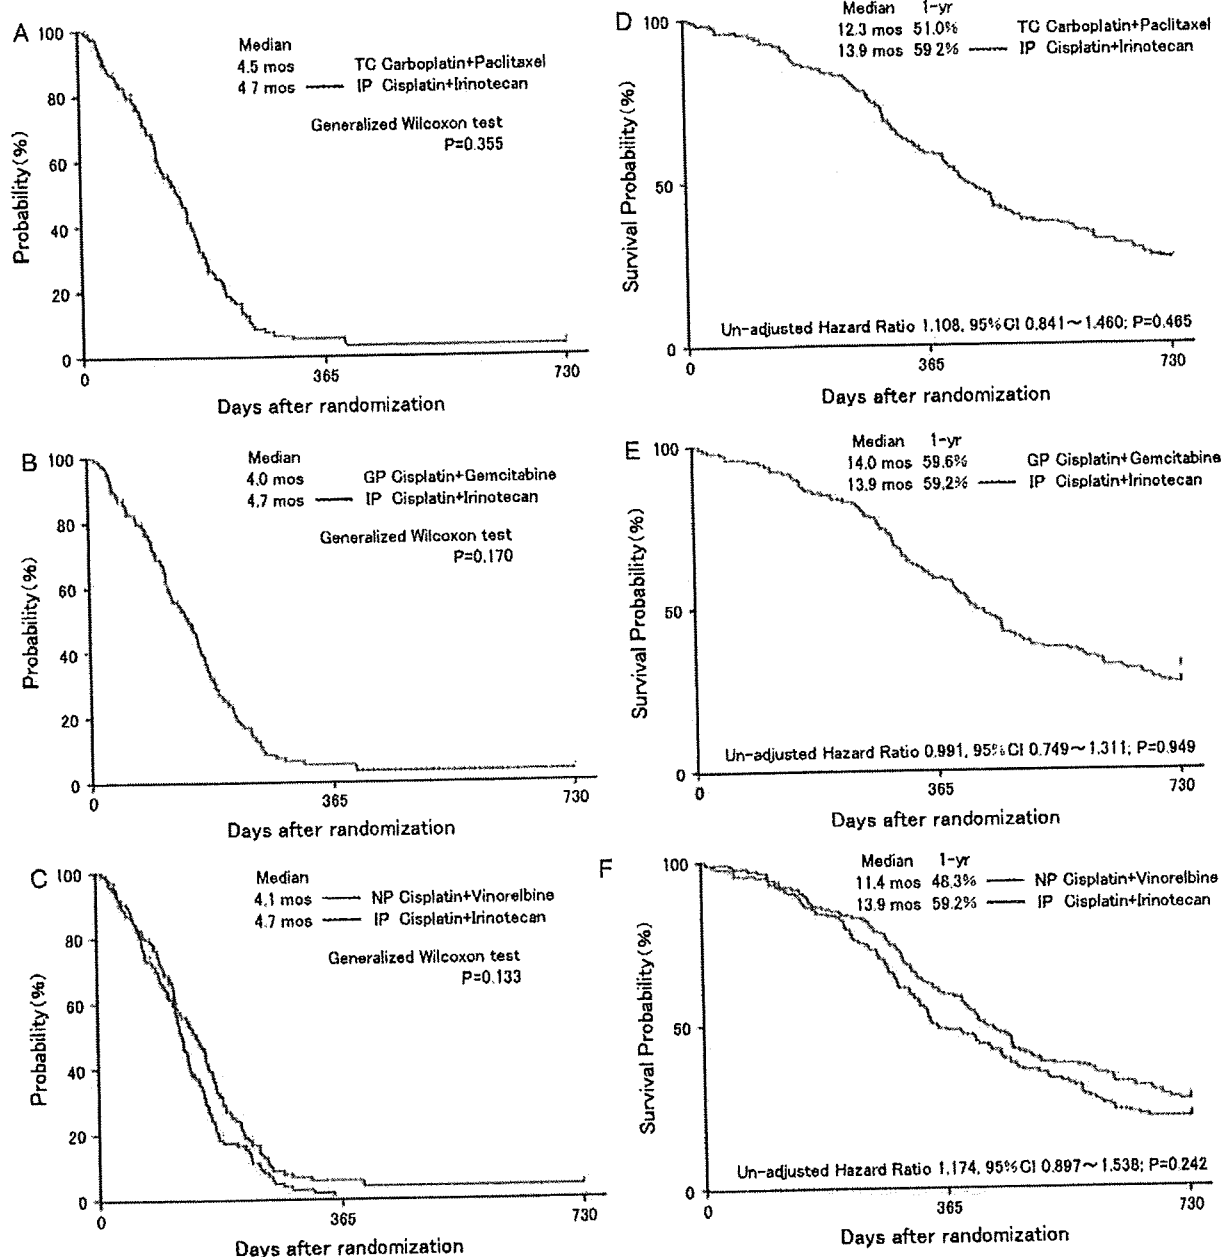 A
100
80
60
40
20
0
0
365
730
Probability (%)
Days after randomization
Median
4.5 mos TC Carboplatin+Paclitaxel
4 7 mos IP Cisplatin+Irinotecan
Generalized Wilcoxon test
P=0.355
D
100
50
0
0
365
730
Survival Probability (%)
Days after randomization
Median 1-yr
12.3 mos 51.0% TC Carboplatin+Paclitaxel
13.9 mos 59 2% IP Cisplatin+Irinotecan
Un-adjusted Hazard Ratio 1.108, 95%CI 0.841~1.460; P=0.465
B
100
80
60
40
20
0
0
365
730
Probability (%)
Days after randomization
Median
4.0 mos GP Cisplatin+Gemcitabine
4.7 mos IP Cisplatin+Irinotecan
Generalized Wilcoxon test
P=0.170
E
100
50
0
0
365
730
Survival Probability (%)
Days after randomization
Median 1-yr
14.0 mos 59.6% GP Cisplatin+Gemcitabine
13.9 mos 59.2% IP Cisplatin+Irinotecan
Un-adjusted Hazard Ratio 0.991, 95%CI 0.749~1.311; P=0.949
C
100
80
60
40
20
0
0
365
730
Probability (%)
Days after randomization
Median
4.1 mos NP Cisplatin+Vinorelbine
4.7 mos IP Cisplatin+Irinotecan
Generalized Wilcoxon test
P=0.133
F
100
50
0
0
365
730
Survival Probability (%)
Days after randomization
Median 1-yr
11.4 mos 48.3% NP Cisplatin+Vinorelbine
13.9 mos 59.2% IP Cisplatin+Irinotecan
Un-adjusted Hazard Ratio 1.174, 95%CI 0.897~1.538; P=0.242